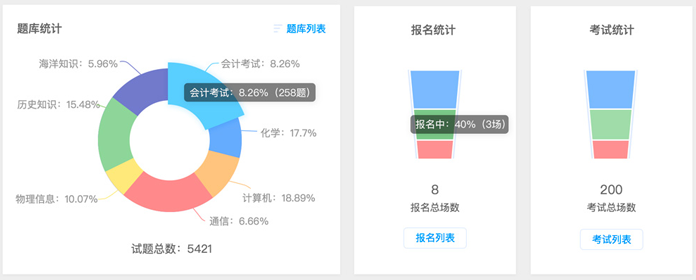 题库统计
题库列表
海洋知识：5.96%
会计考试：8.26%
会计考试：8.26%（258题）
历史知识：15.48%
化学：17.7%
物理信息：10.07%
计算机：18.89%
通信：6.66%
试题总数：5421
报名统计
报名中：40%（3场）
8
报名总场数
报名列表
考试统计
200
考试总场数
考试列表